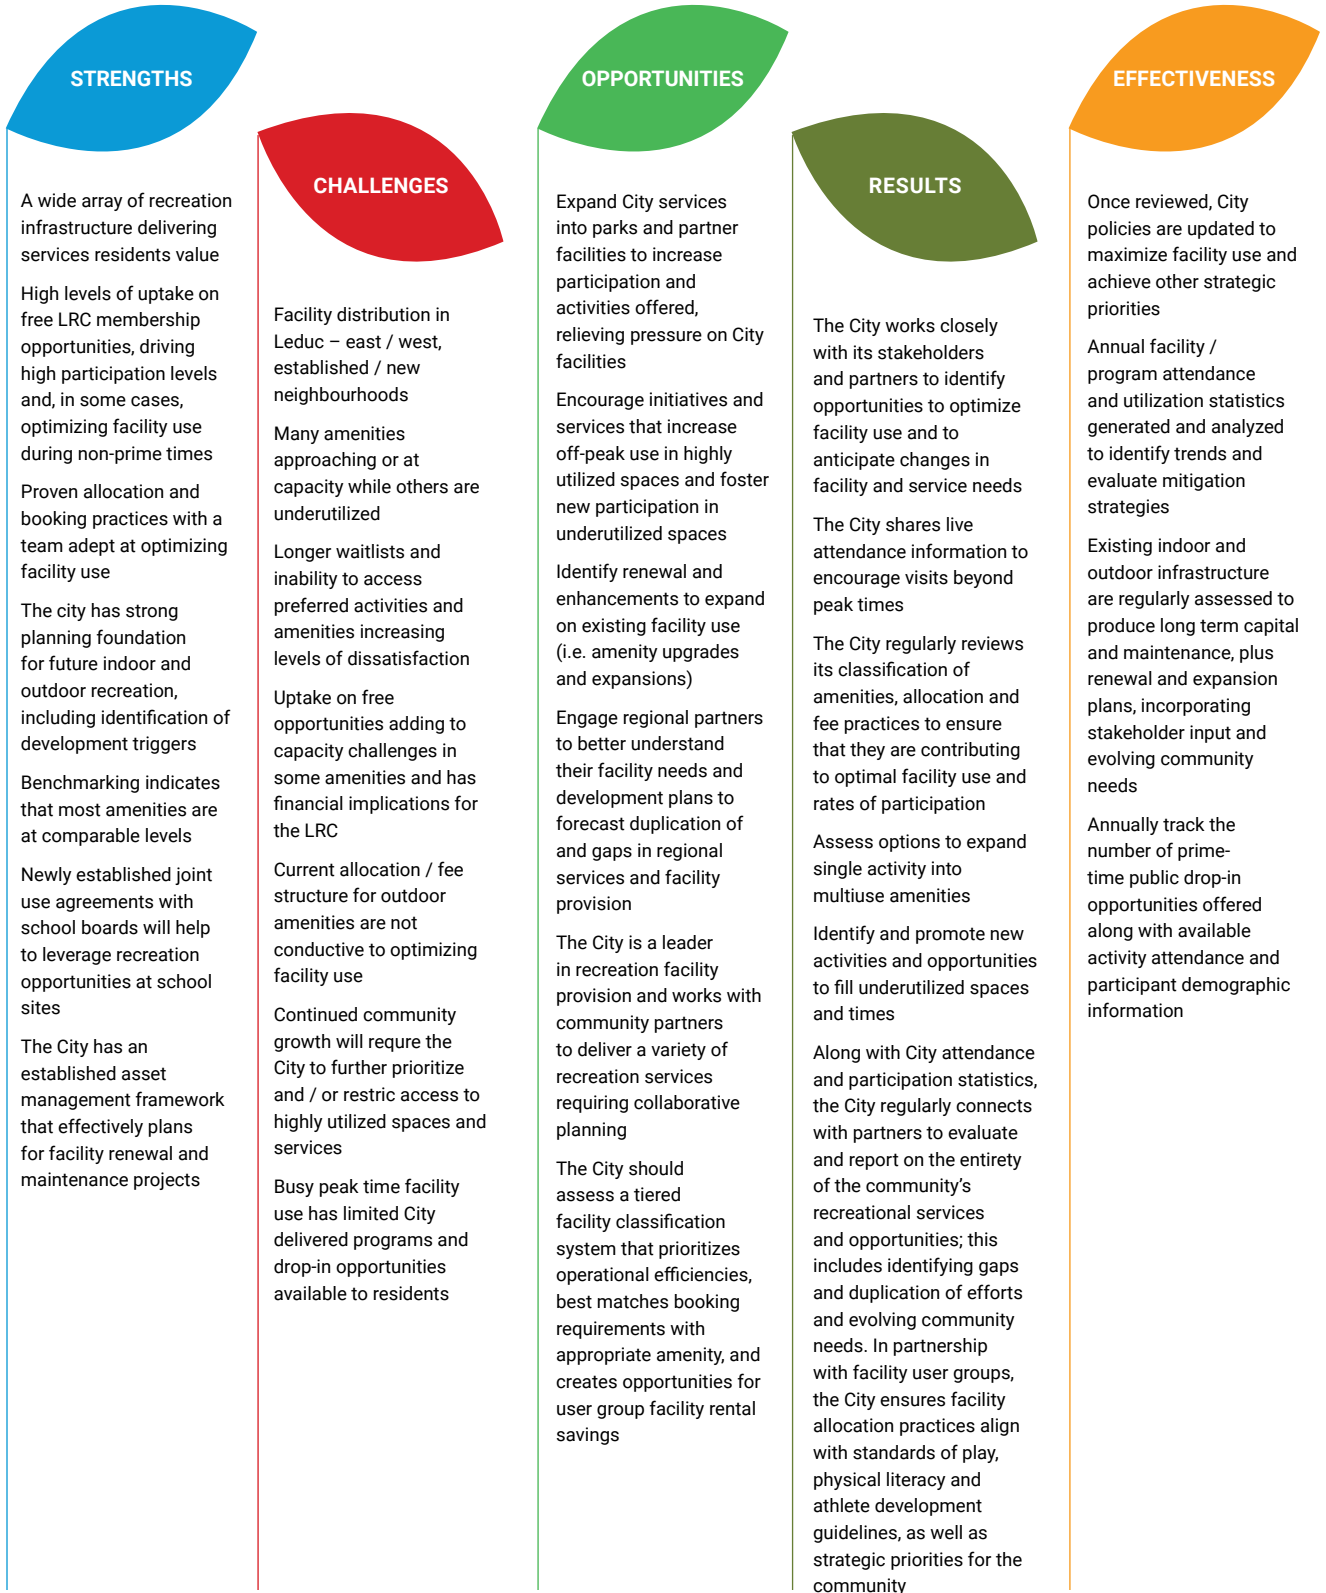 STRENGTHS
A wide array of recreation
infrastructure delivering
services residents value
High levels of uptake on
free LRC membership
opportunities, driving
high participation levels
and, in some cases,
optimizing facility use
during non-prime times
Proven allocation and
booking practices with a
team adept at optimizing
facility use
The city has strong
planning foundation
for future indoor and
outdoor recreation,
including identification of
development triggers
Benchmarking indicates
that most amenities are
at comparable levels
Newly established joint
use agreements with
school boards will help
to leverage recreation
opportunities at school
sites
The City has an
established asset
management framework
that effectively plans
for facility renewal and
maintenance projects
CHALLENGES
Facility distribution in
Leduc – east / west,
established / new
neighbourhoods
Many amenities
approaching or at
capacity while others are
underutilized
Longer waitlists and
inability to access
preferred activities and
amenities increasing
levels of dissatisfaction
Uptake on free
opportunities adding to
capacity challenges in
some amenities and has
financial implications for
the LRC
Current allocation / fee
structure for outdoor
amenities are not
conductive to optimizing
facility use
Continued community
growth will requre the
City to further prioritize
and / or restric access to
highly utilized spaces and
services
Busy peak time facility
use has limited City
delivered programs and
drop-in opportunities
available to residents
OPPORTUNITIES
Expand City services
into parks and partner
facilities to increase
participation and
activities offered,
relieving pressure on City
facilities
Encourage initiatives and
services that increase
off-peak use in highly
utilized spaces and foster
new participation in
underutilized spaces
Identify renewal and
enhancements to expand
on existing facility use
(i.e. amenity upgrades
and expansions)
Engage regional partners
to better understand
their facility needs and
development plans to
forecast duplication of
and gaps in regional
services and facility
provision
The City is a leader
in recreation facility
provision and works with
community partners
to deliver a variety of
recreation services
requiring collaborative
planning
The City should
assess a tiered
facility classification
system that prioritizes
operational efficiencies,
best matches booking
requirements with
appropriate amenity, and
creates opportunities for
user group facility rental
savings
RESULTS
The City works closely
with its stakeholders
and partners to identify
opportunities to optimize
facility use and to
anticipate changes in
facility and service needs
The City shares live
attendance information to
encourage visits beyond
peak times
The City regularly reviews
its classification of
amenities, allocation and
fee practices to ensure
that they are contributing
to optimal facility use and
rates of participation
Assess options to expand
single activity into
multiuse amenities
Identify and promote new
activities and opportunities
to fill underutilized spaces
and times
Along with City attendance
and participation statistics,
the City regularly connects
with partners to evaluate
and report on the entirety
of the community’s
recreational services
and opportunities; this
includes identifying gaps
and duplication of efforts
and evolving community
needs. In partnership
with facility user groups,
the City ensures facility
allocation practices align
with standards of play,
physical literacy and
athlete development
guidelines, as well as
strategic priorities for the
community
EFFECTIVENESS
Once reviewed, City
policies are updated to
maximize facility use and
achieve other strategic
priorities
Annual facility /
program attendance
and utilization statistics
generated and analyzed
to identify trends and
evaluate mitigation
strategies
Existing indoor and
outdoor infrastructure
are regularly assessed to
produce long term capital
and maintenance, plus
renewal and expansion
plans, incorporating
stakeholder input and
evolving community
needs
Annually track the
number of prime-
time public drop-in
opportunities offered
along with available
activity attendance and
participant demographic
information